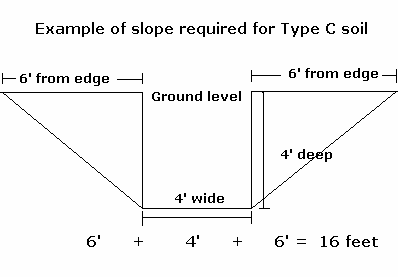 Example of slope required for Type C soil
6' from edge
6' from edge
Ground level
4' deep
4' wide
6' + 4' + 6' = 16 feet